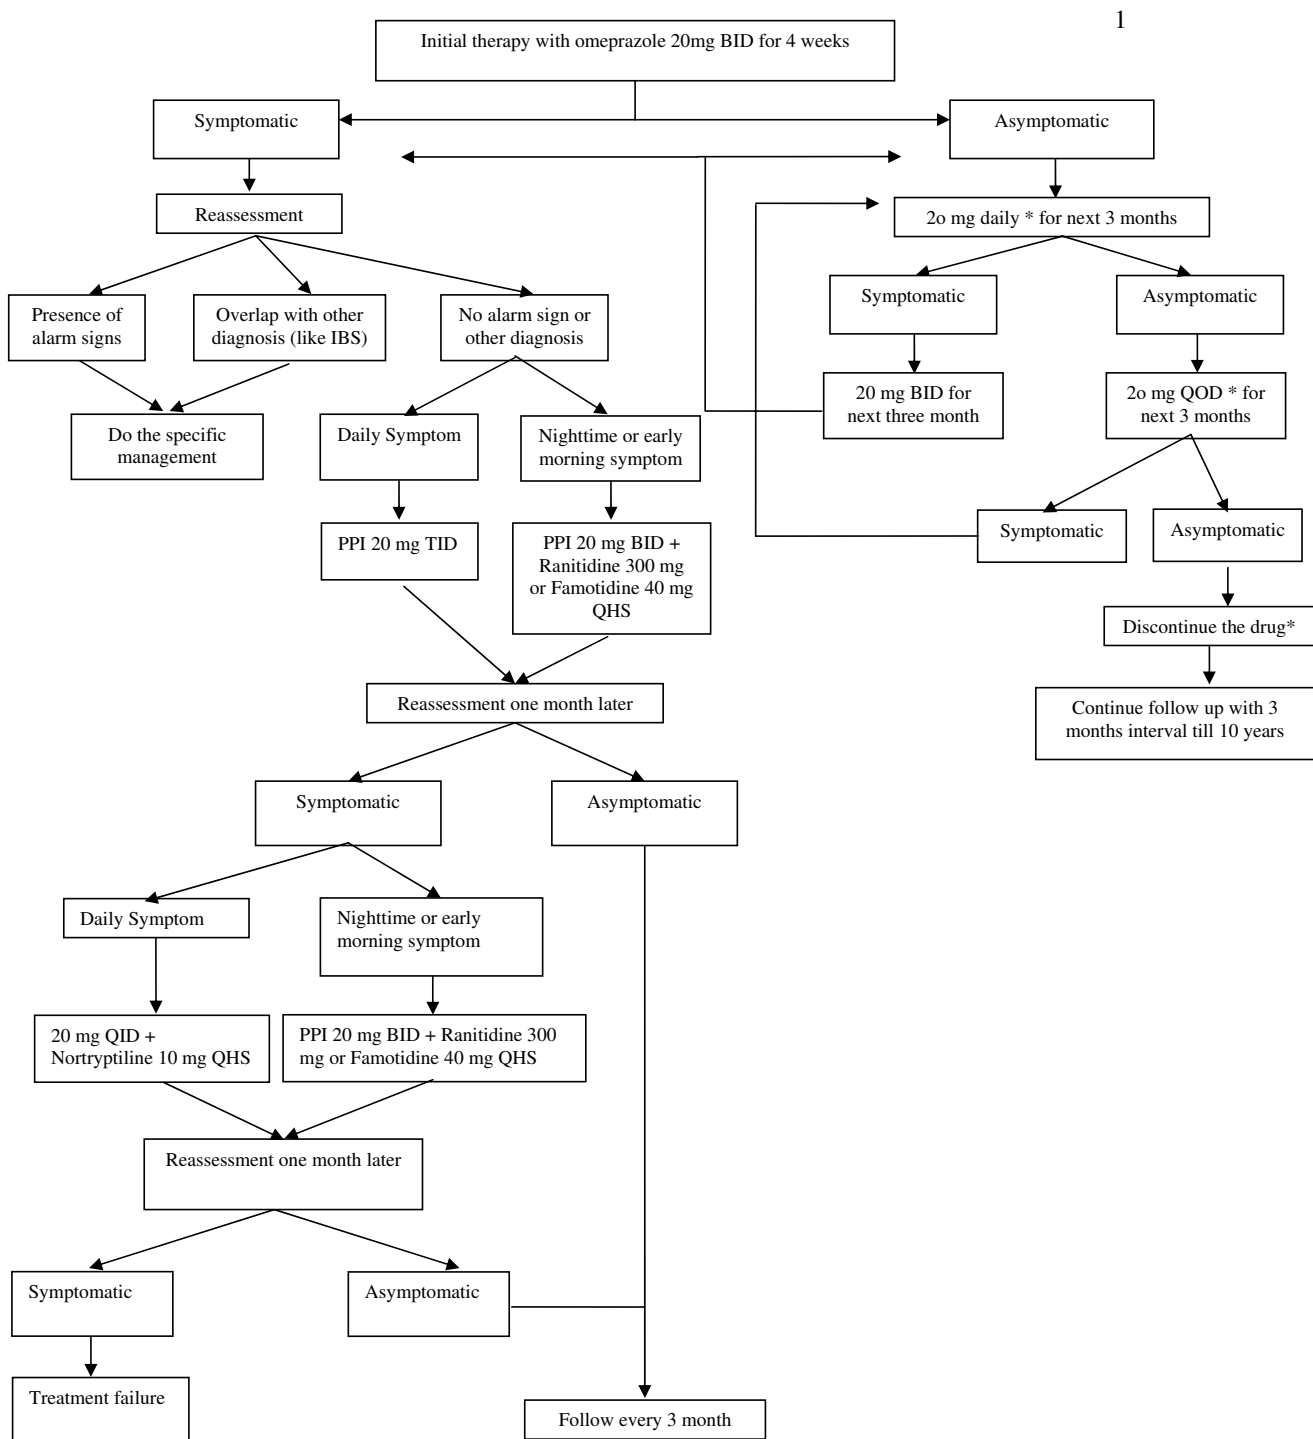 1
Initial therapy with omeprazole 20mg BID for 4 weeks
Symptomatic
Asymptomatic
Reassessment
2o mg daily * for next 3 months
Presence of
alarm signs
Overlap with other
diagnosis (like IBS)
No alarm sign or
other diagnosis
Symptomatic
Asymptomatic
Do the specific
management
Daily Symptom
Nighttime or early
morning symptom
20 mg BID for
next three month
2o mg QOD * for
next 3 months
PPI 20 mg TID
PPI 20 mg BID +
Ranitidine 300 mg
or Famotidine 40 mg
QHS
Symptomatic
Asymptomatic
Discontinue the drug*
Reassessment one month later
Continue follow up with 3
months interval till 10 years
Symptomatic
Asymptomatic
Daily Symptom
Nighttime or early
morning symptom
20 mg QID +
Nortryptiline 10 mg QHS
PPI 20 mg BID + Ranitidine 300
mg or Famotidine 40 mg QHS
Reassessment one month later
Symptomatic
Asymptomatic
Treatment failure
Follow every 3 month